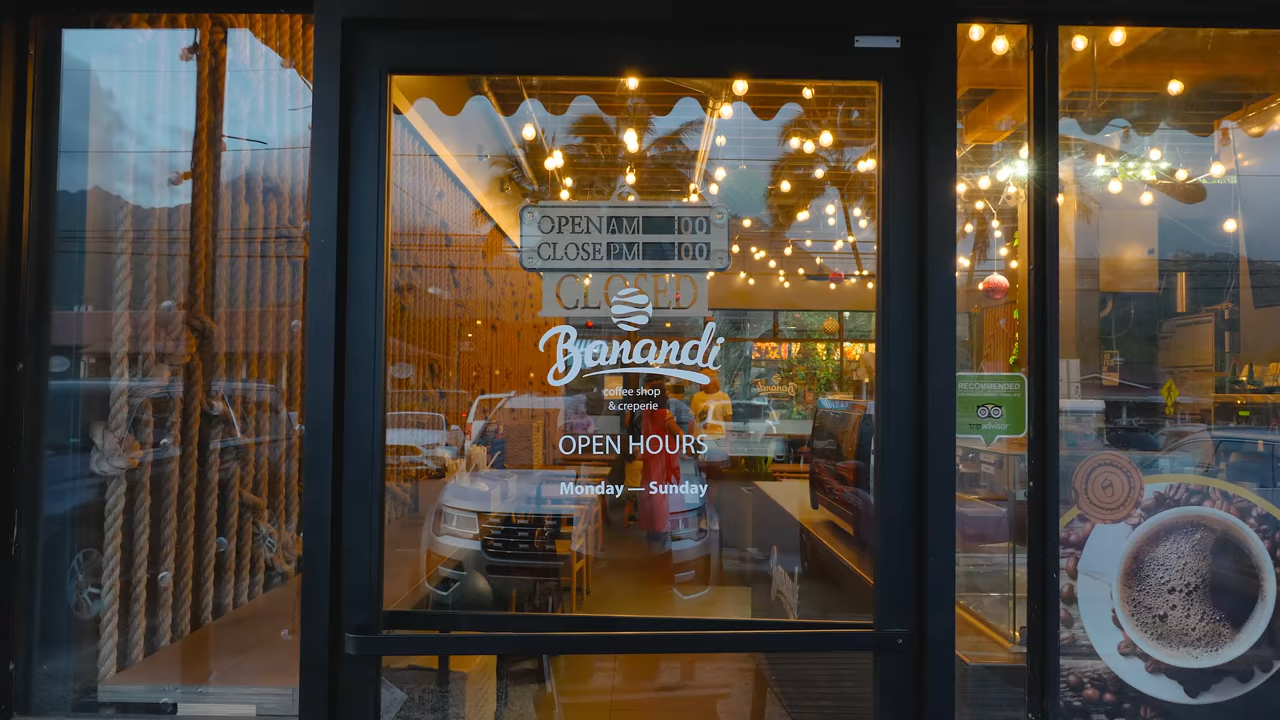 OPEN AM :00
CLOSE PM :00
CLOSED
Banandi
coffee shop
& creperie
OPEN HOURS
Monday — Sunday
RECOMMENDED
tripadvisor